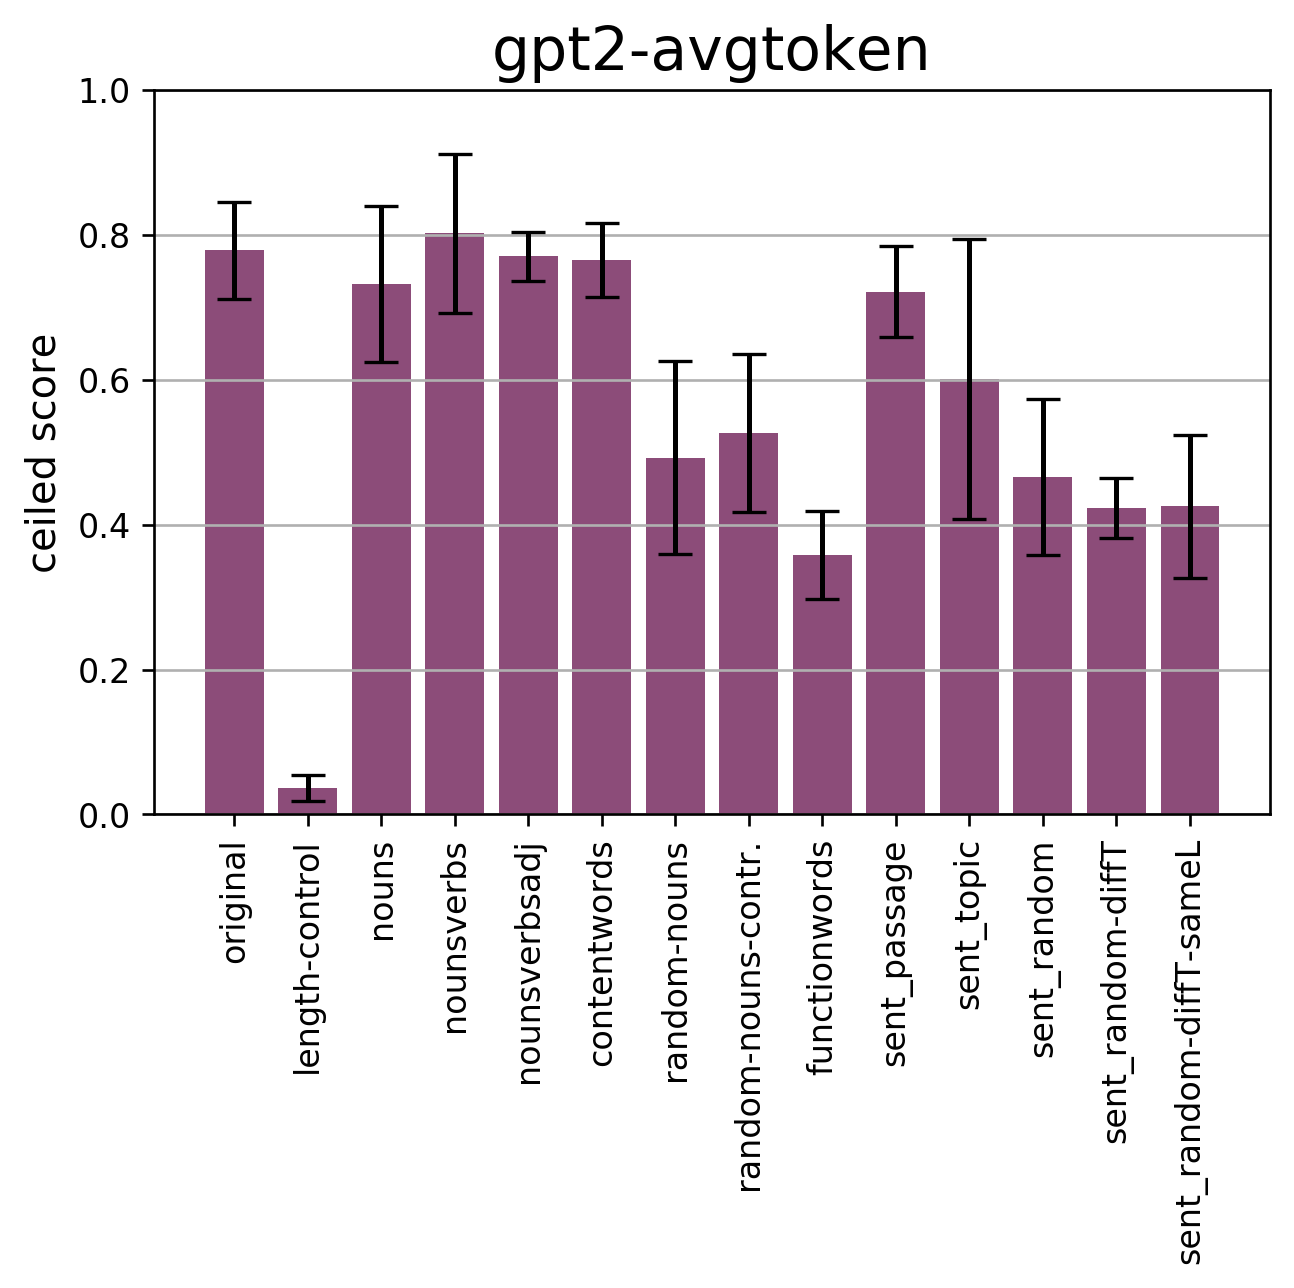 gpt2-avgtoken
ceiled score
1.0
0.8
0.6
0.4
0.2
0.0
original
length-control
nouns
nounsverbs
nounsverbsadj
contentwords
random-nouns
random-nouns-contr.
functionwords
sent_passage
sent_topic
sent_random
sent_random-diffT
sent_random-diffT-sameL